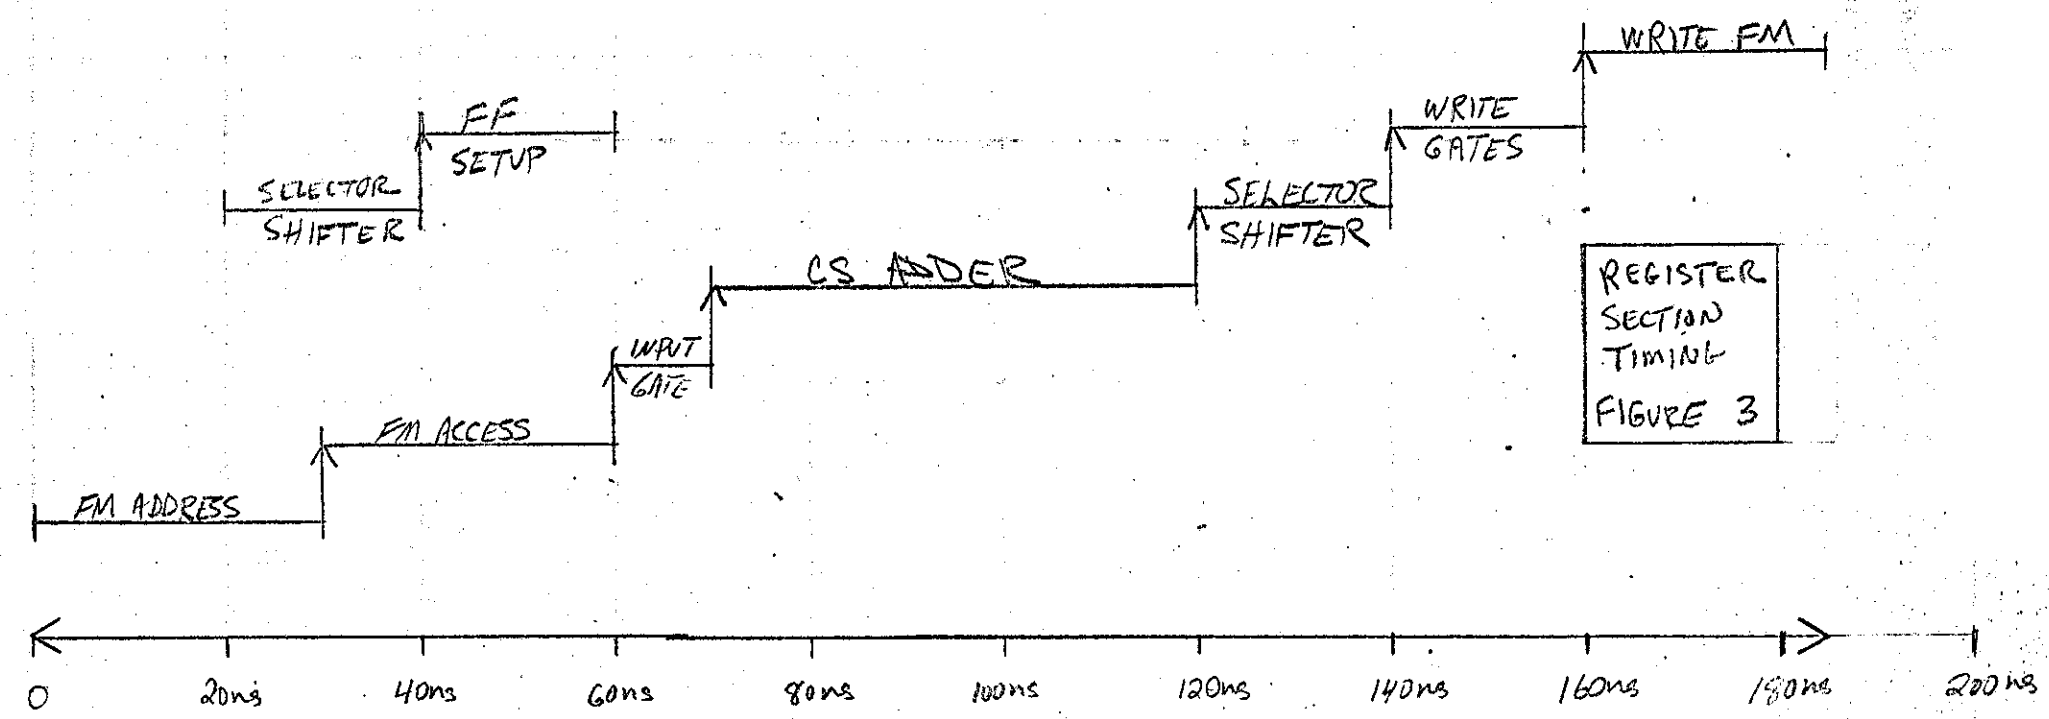 WRITE FM
FF
SETUP
WRITE
GATES
SELECTOR
SHIFTER
SELECTOR
SHIFTER
CS ADDER
REGISTER
SECTION
TIMING
FIGURE 3
INPUT
GATE
FM ACCESS
FM ADDRESS
0 20ns 40ns 60ns 80ns 100ns 120ns 140ns 160ns 180ns 200ns